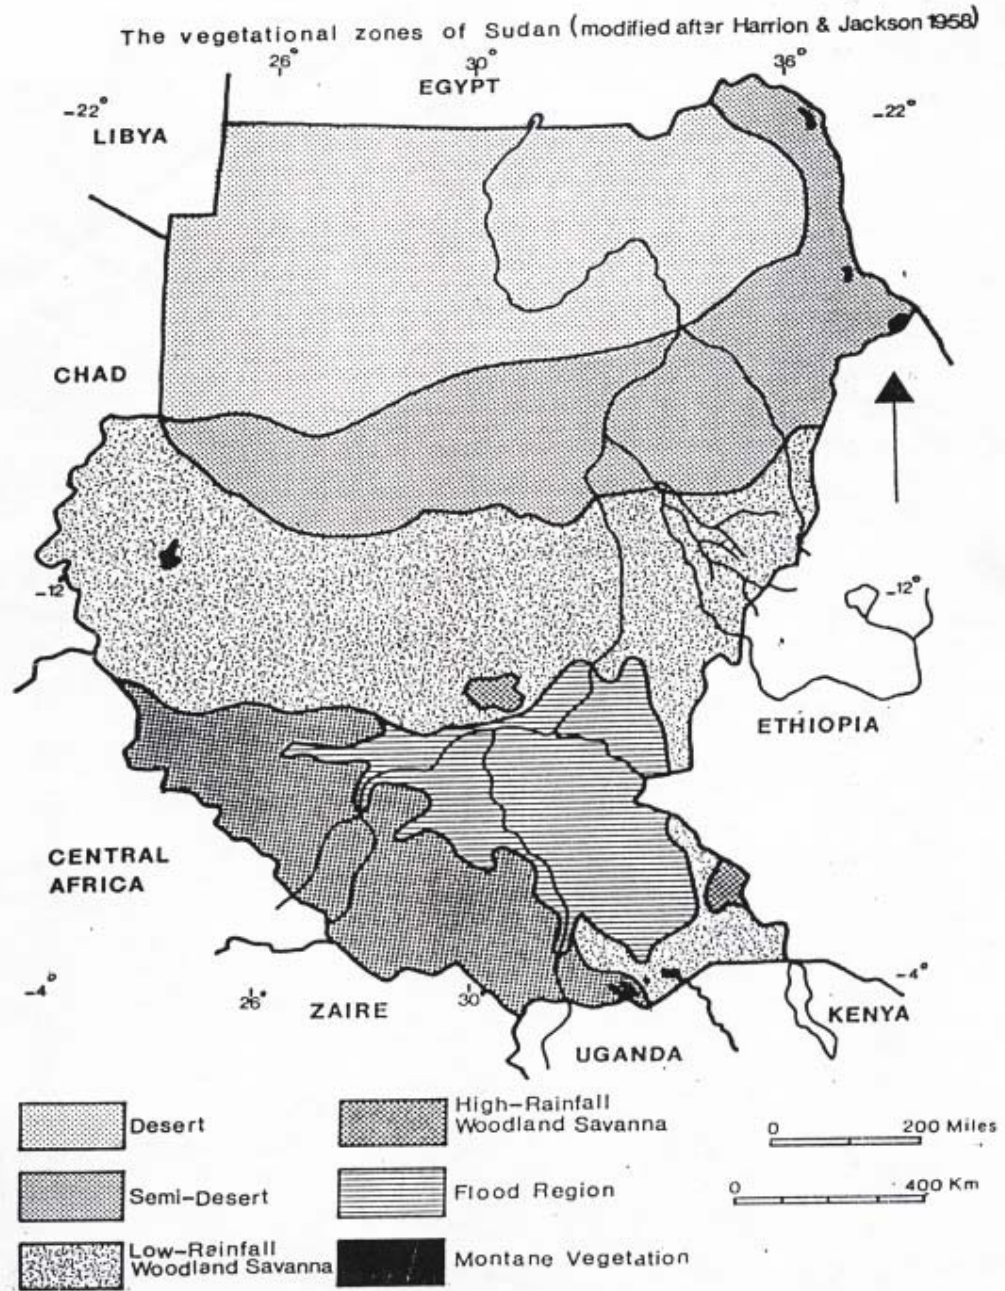 The vegetational zones of Sudan (modified after Harrion & Jackson 1958)
26° 30° 36°
EGYPT
-22° -22°
LIBYA
CHAD
-12° -12°
ETHIOPIA
CENTRAL
AFRICA
-4° 26° 30° -4°
ZAIRE
KENYA
UGANDA
Desert
Semi-Desert
Low-Rainfall
Woodland Savanna
High-Rainfall
Woodland Savanna
Flood Region
Montane Vegetation
0 200 Miles
0 400 Km